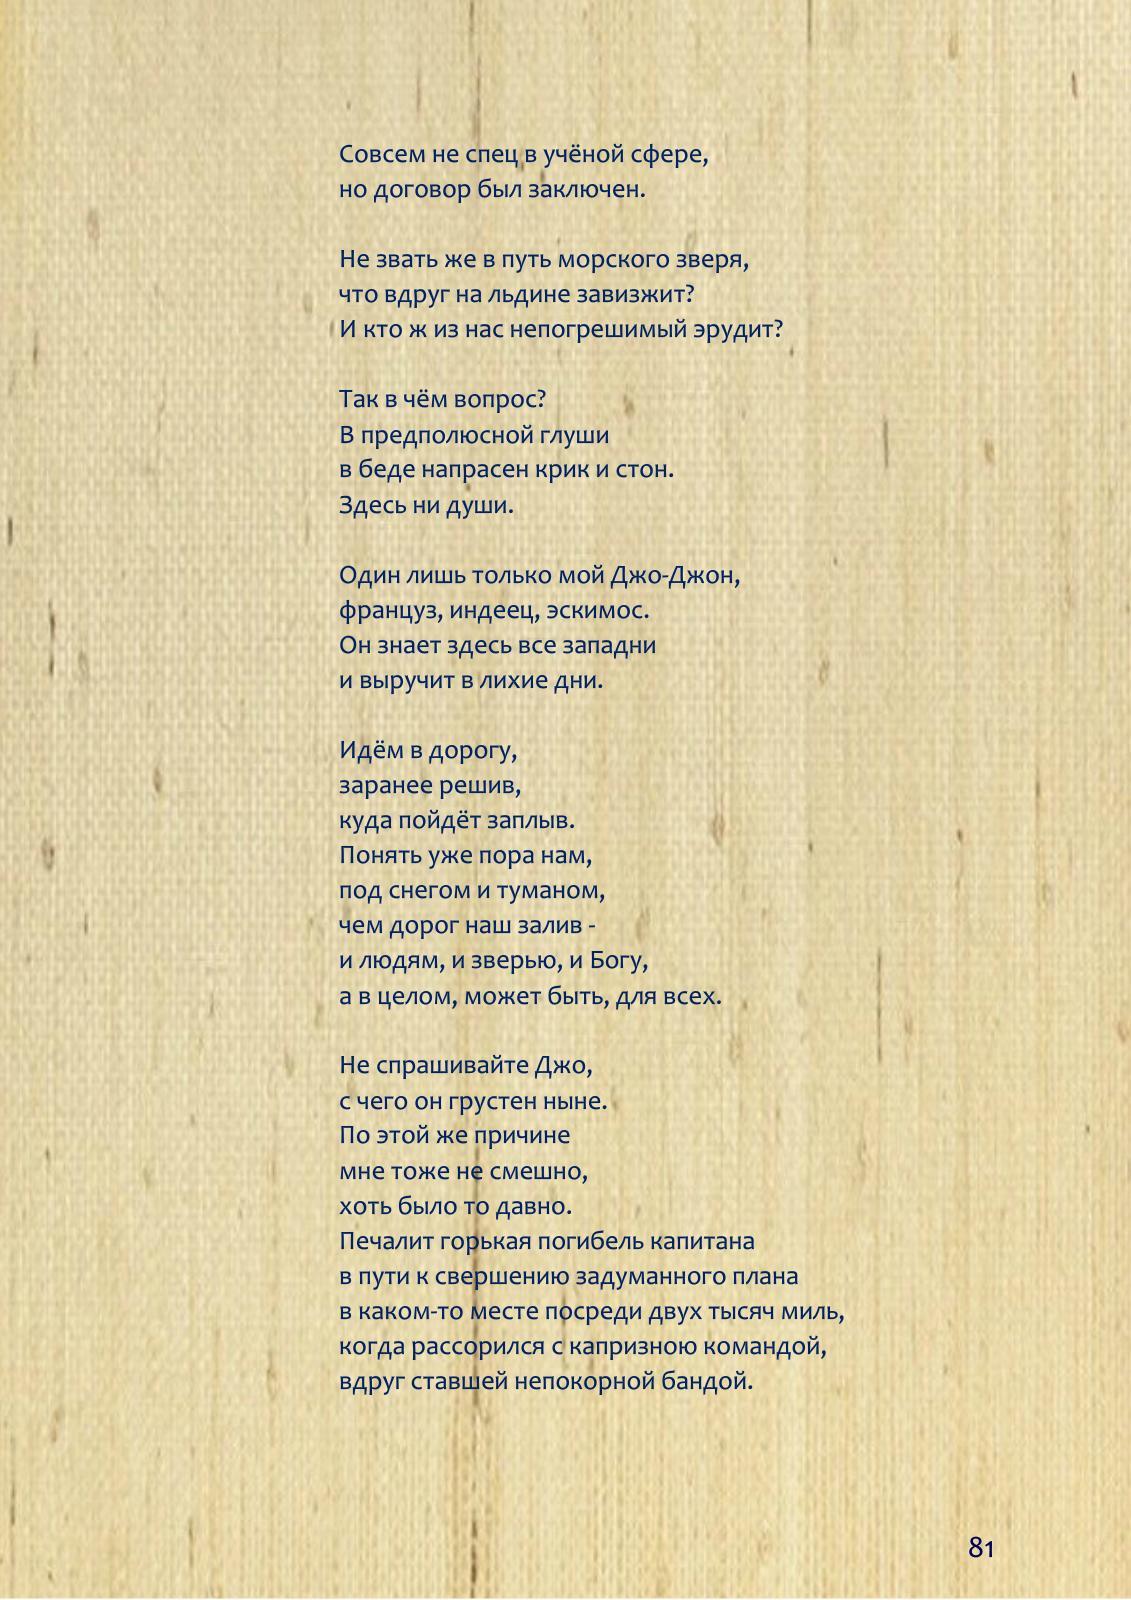 Совсем не спец в учёной сфере,
но договор был заключен.

Не звать же в путь морского зверя,
что вдруг на льдине завизжит?
И кто ж из нас непогрешимый эрудит?

Так в чём вопрос?
В предполюсной глуши
в беде напрасен крик и стон.
Здесь ни души.

Один лишь только мой Джо-Джон,
француз, индеец, эскимос.
Он знает здесь все западни
и выручит в лихие дни.

Идём в дорогу,
заранее решив,
куда пойдёт заплыв.
Понять уже пора нам,
под снегом и туманом,
чем дорог наш залив -
и людям, и зверью, и Богу,
а в целом, может быть, для всех.

Не спрашивайте Джо,
с чего он грустен ныне.
По этой же причине
мне тоже не смешно,
хоть было то давно.
Печалит горькая погибель капитана
в пути к свершению задуманного плана
в каком-то месте посреди двух тысяч миль,
когда рассорился с капризною командой,
вдруг ставшей непокорной бандой.

81